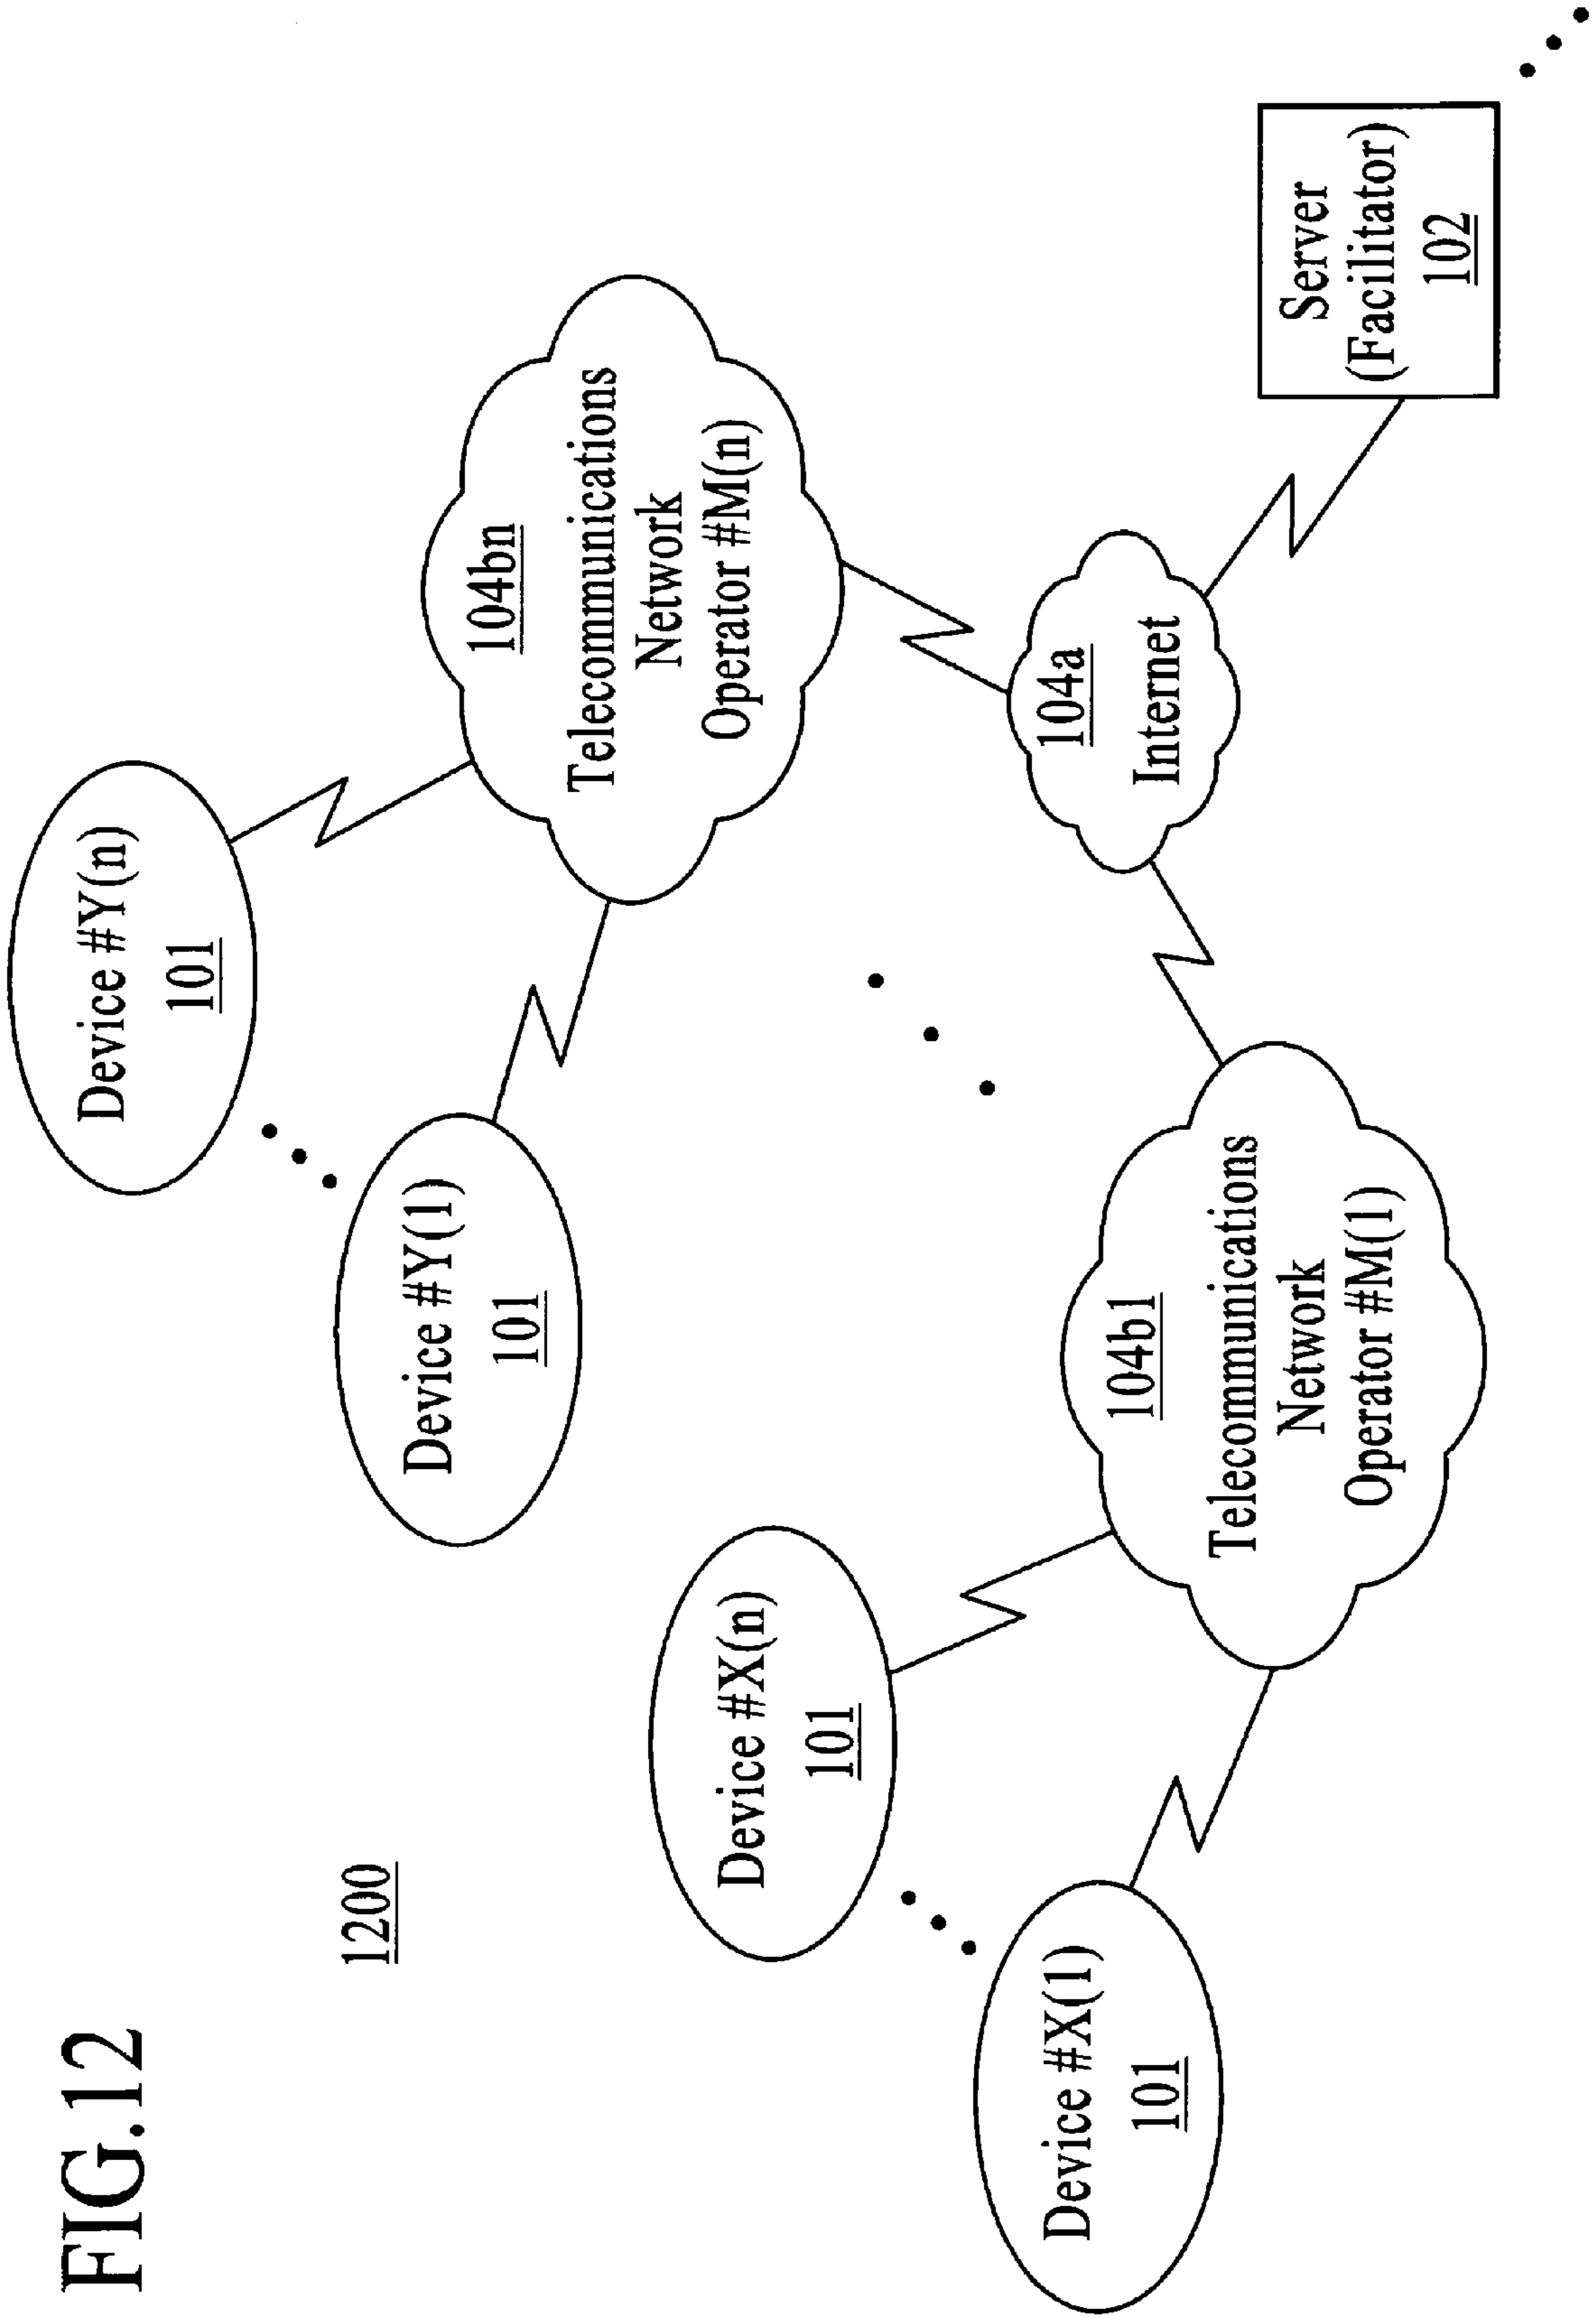 FIG.12
1200
Device #Y(n)
101
Device #Y(1)
101
104bn
Telecommunications
Network
Operator #M(n)
Device #X(n)
101
Device #X(1)
101
104b1
Telecommunications
Network
Operator #M(1)
104a
Internet
Server
(Facilitator)
102